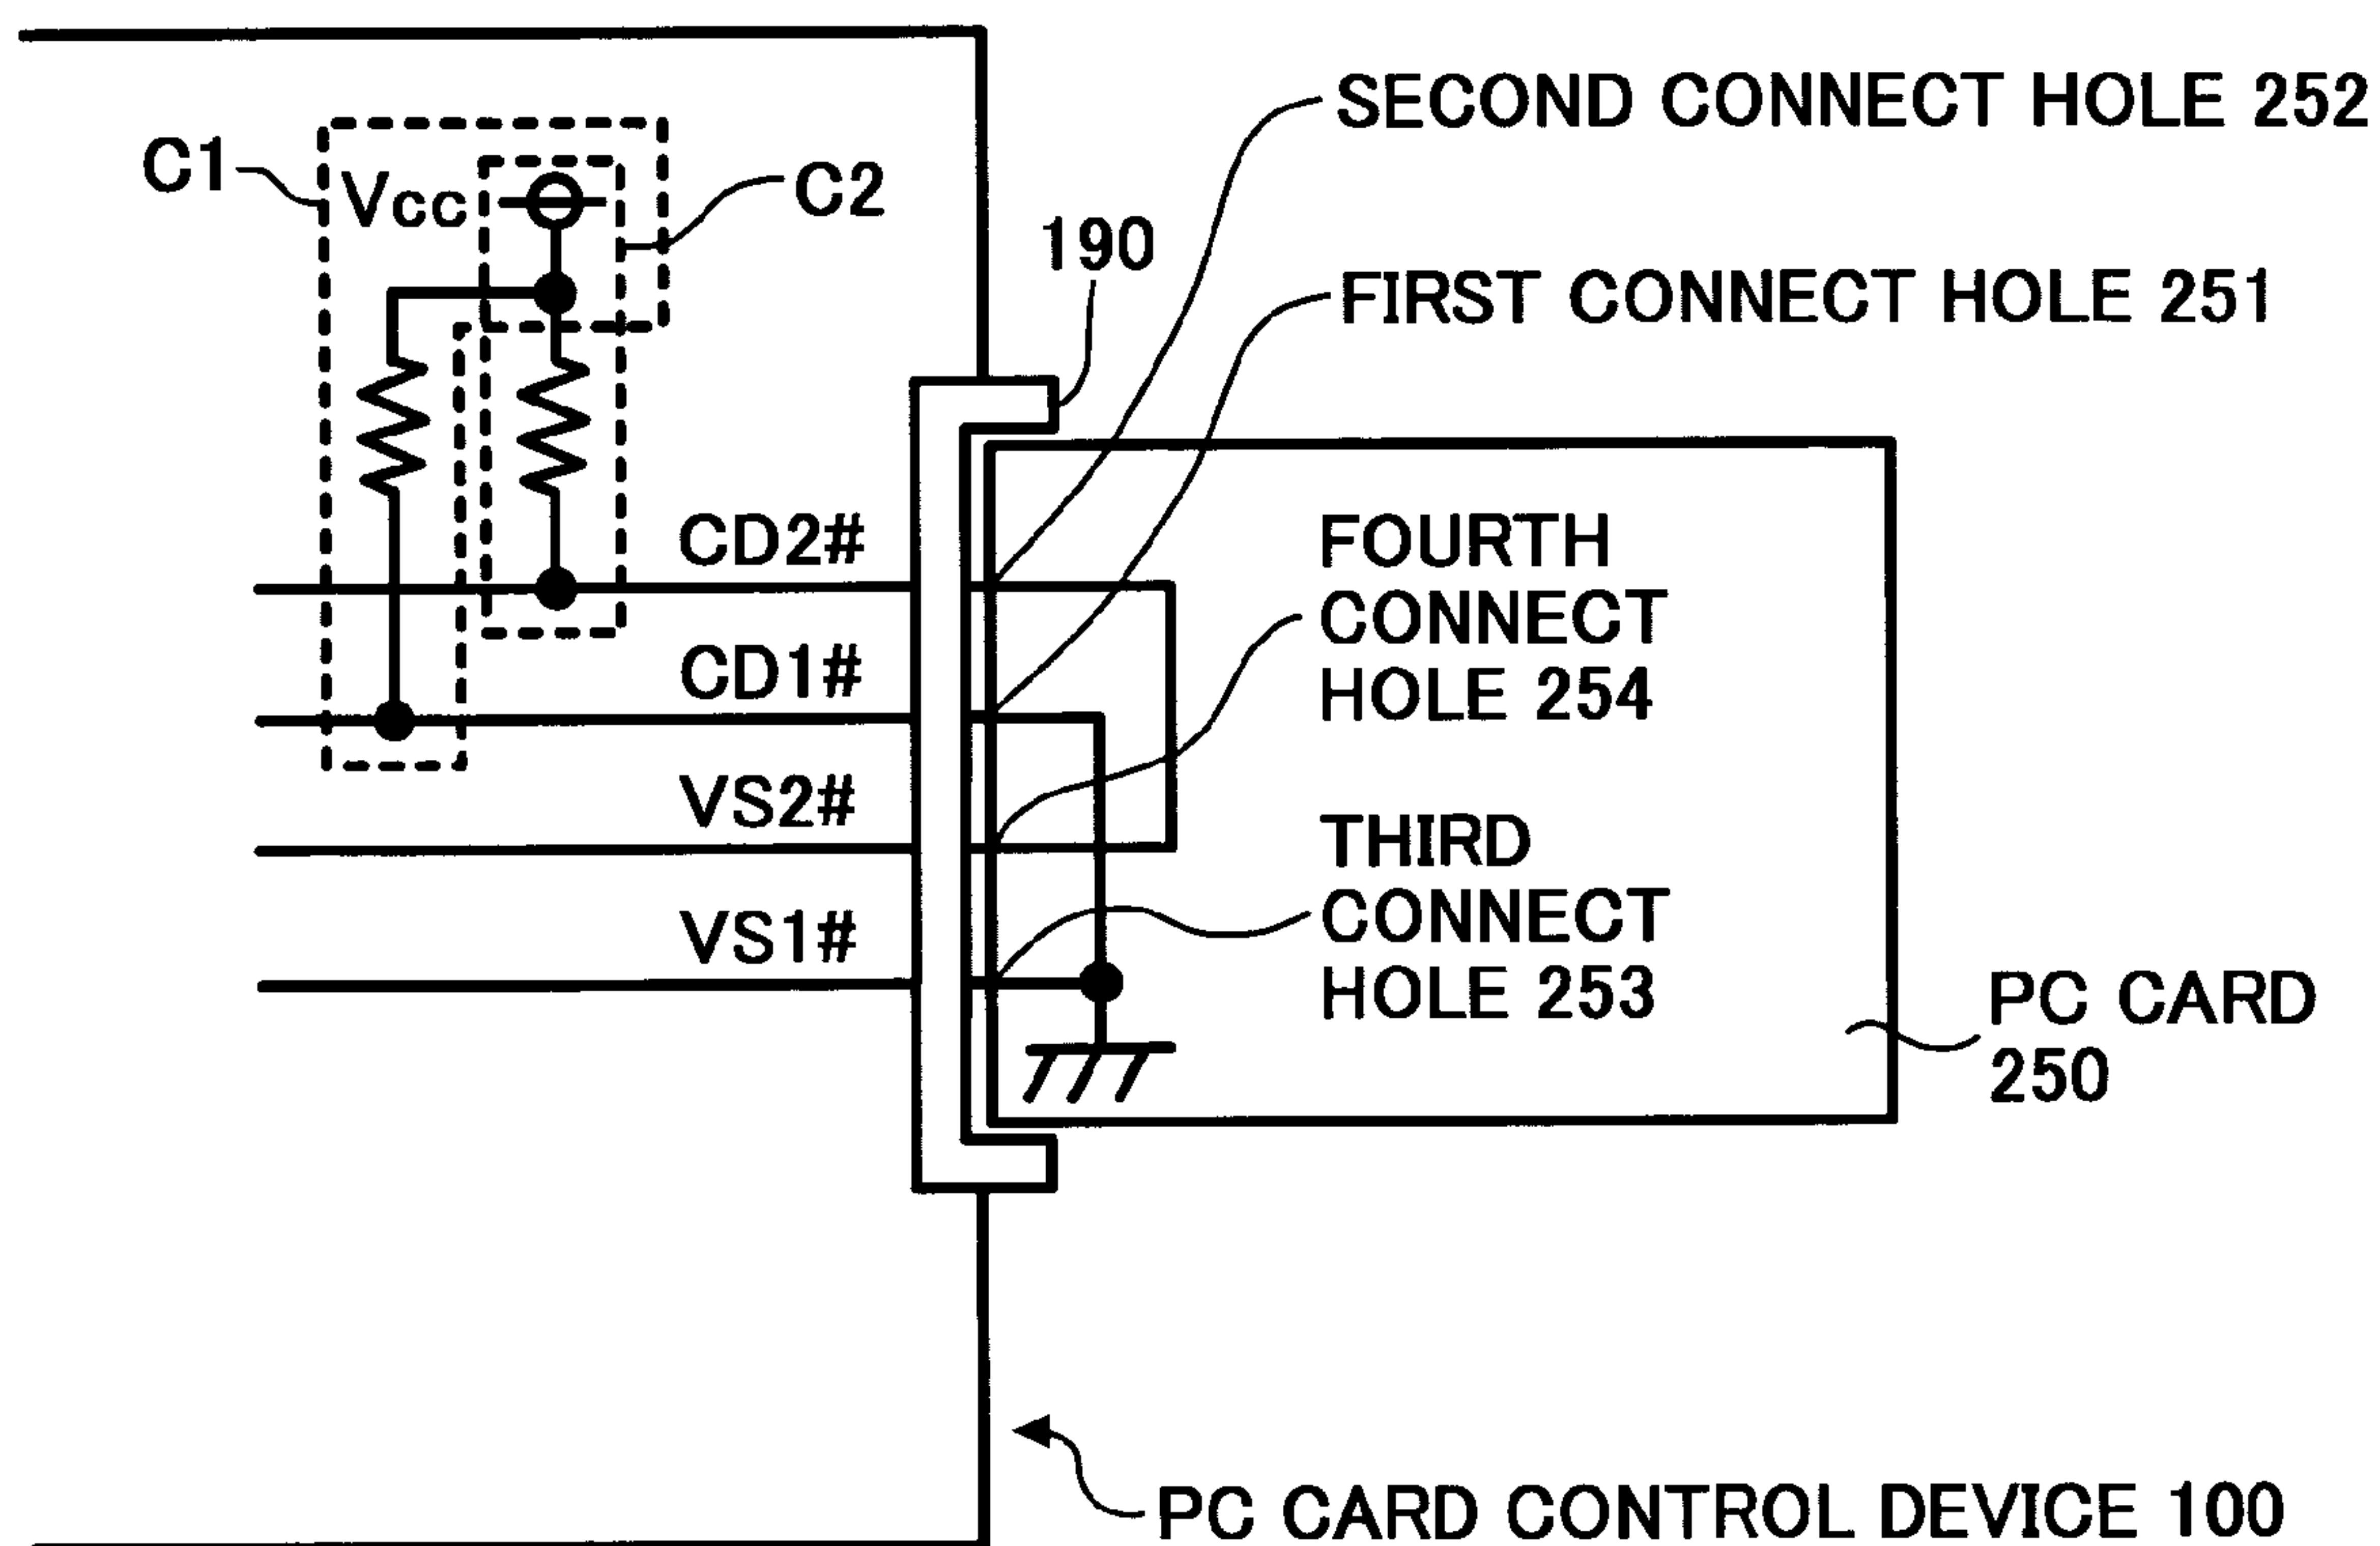 SECOND CONNECT HOLE 252
C1
Vcc
C2
190
FIRST CONNECT HOLE 251
CD2#
FOURTH
CONNECT
HOLE 254
CD1#
VS2#
THIRD
CONNECT
HOLE 253
VS1#
PC CARD
250
PC CARD CONTROL DEVICE 100